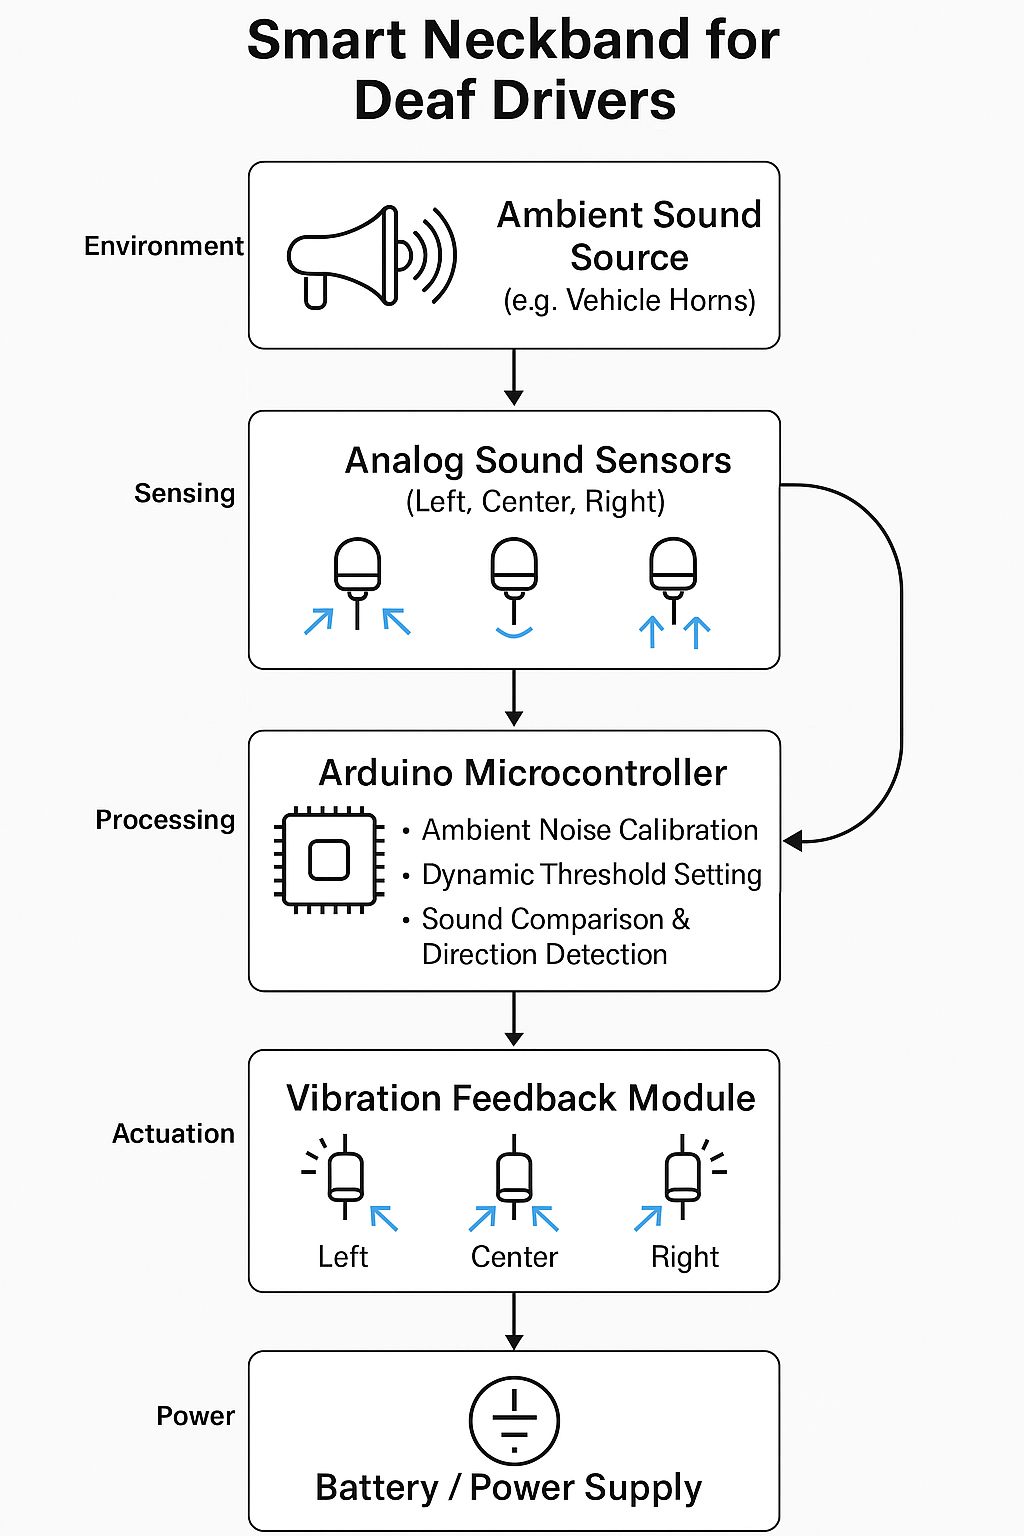 Smart Neckband for
Deaf Drivers
Environment
Ambient Sound
Source
(e.g. Vehicle Horns)
Sensing
Analog Sound Sensors
(Left, Center, Right)
Processing
Arduino Microcontroller
• Ambient Noise Calibration
• Dynamic Threshold Setting
• Sound Comparison &
Direction Detection
Actuation
Vibration Feedback Module
Left
Center
Right
Power
Battery / Power Supply